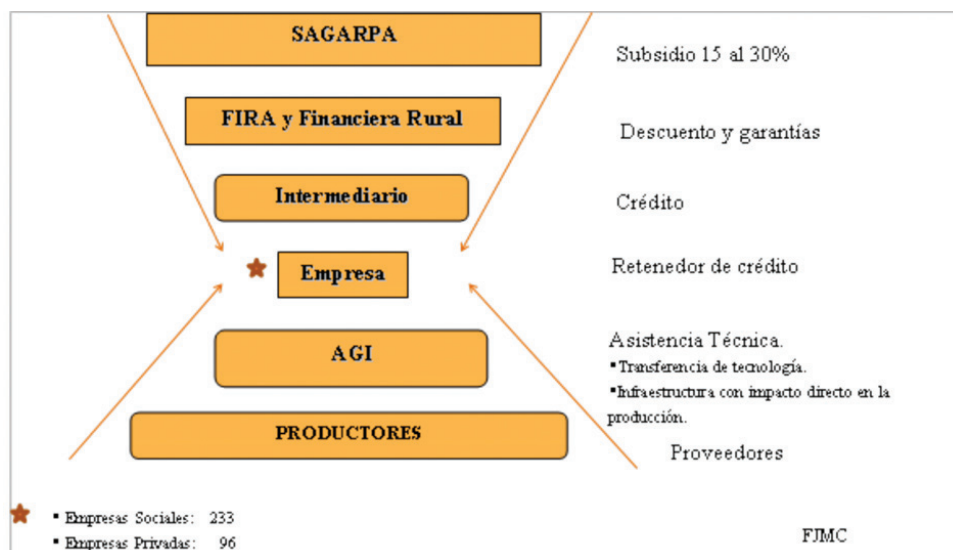 SAGARPA
Subsidio 15 al 30%
FIRA y Financiera Rural
Descuento y garantías
Intermediario
Crédito
Empresa
Retenedor de crédito
AGI
Asistencia Técnica.
▪Transferencia de tecnología.
▪Infraestructura con impacto directo en la
producción.
PRODUCTORES
Proveedores
▪ Empresas Sociales: 233
▪ Empresas Privadas: 96
FJMC